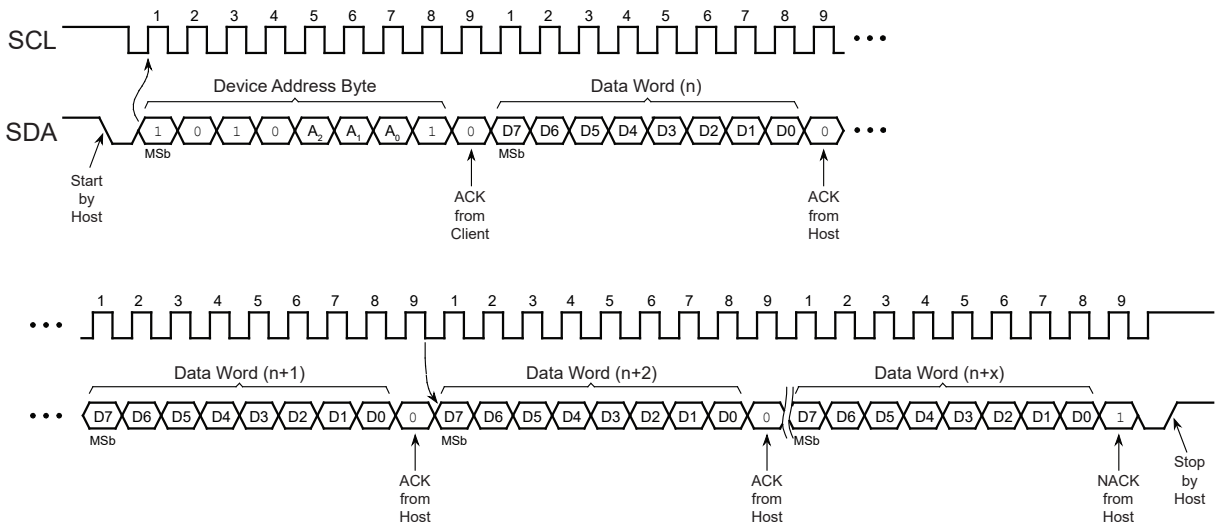 1 2 3 4 5 6 7 8 9 1 2 3 4 5 6 7 8 9
SCL
Device Address Byte Data Word (n)
SDA 1 0 1 0 A2 A1 A0 1 0 D7 D6 D5 D4 D3 D2 D1 D0 0
MSb MSb
Start
by
Host
ACK
from
Client
ACK
from
Host
1 2 3 4 5 6 7 8 9 1 2 3 4 5 6 7 8 9 1 2 3 4 5 6 7 8 9
Data Word (n+1) Data Word (n+2) Data Word (n+x)
D7 D6 D5 D4 D3 D2 D1 D0 0 D7 D6 D5 D4 D3 D2 D1 D0 0 D7 D6 D5 D4 D3 D2 D1 D0 1
MSb MSb MSb
ACK
from
Host
ACK
from
Host
NACK
from
Host
Stop
by
Host